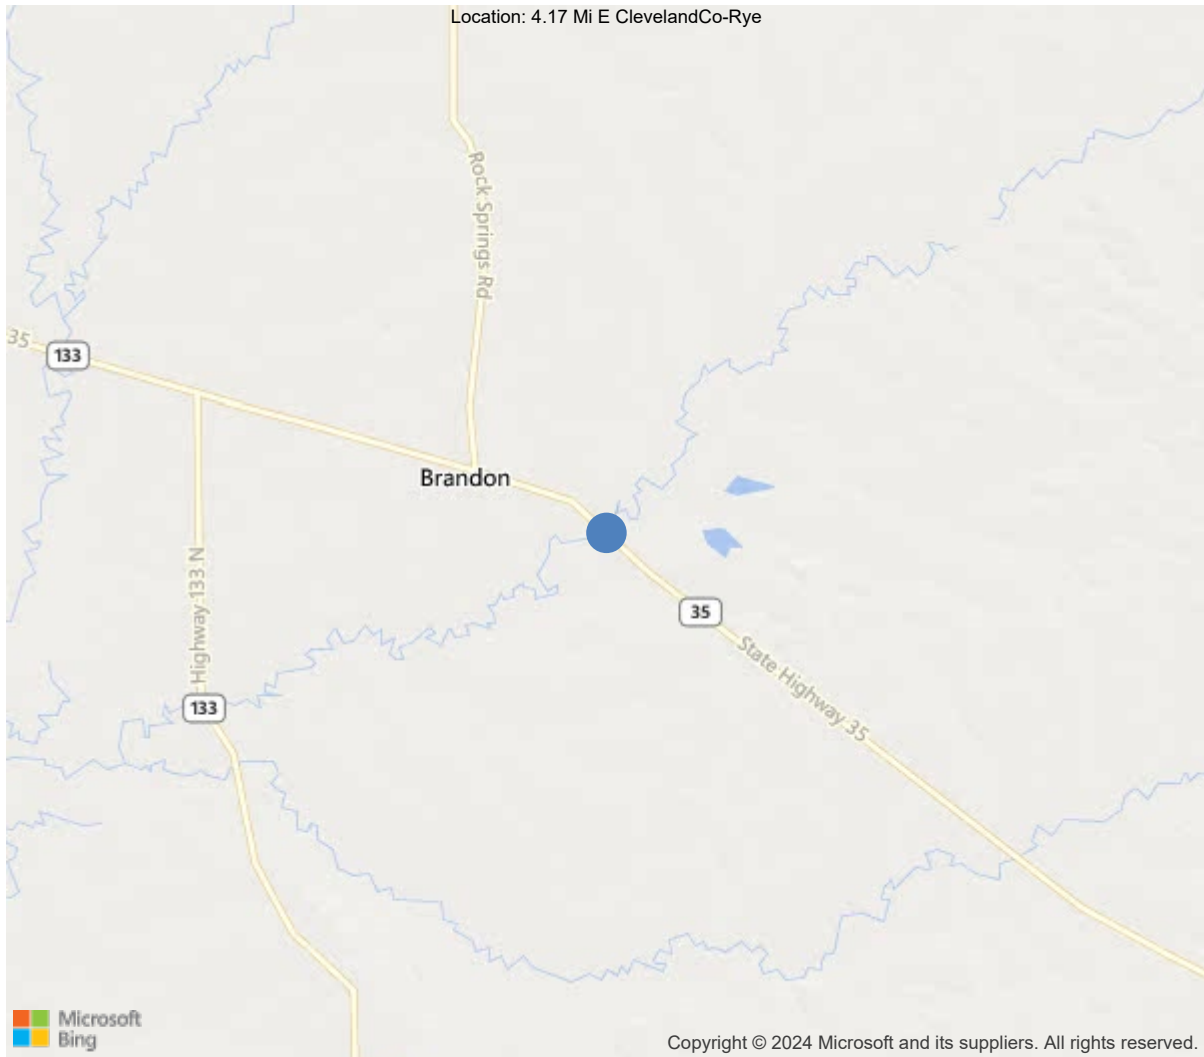 Location: 4.17 Mi E ClevelandCo-Rye
Rock Springs Rd
35
133
Brandon
Highway 133 N
35
State Highway 35
133
Microsoft
Bing
Copyright © 2024 Microsoft and its suppliers. All rights reserved.